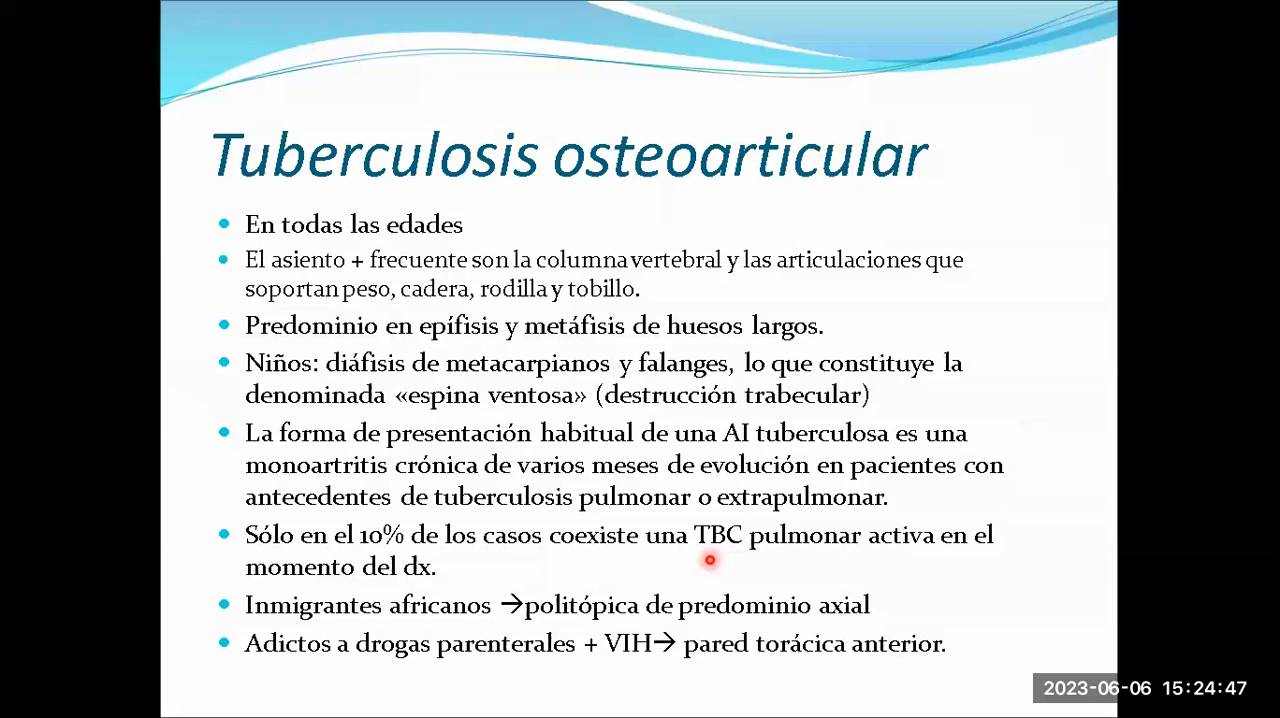 Tuberculosis osteoarticular
• En todas las edades
• El asiento + frecuente son la columna vertebral y las articulaciones que
soportan peso, cadera, rodilla y tobillo.
• Predominio en epífisis y metáfisis de huesos largos.
• Niños: diáfisis de metacarpianos y falanges, lo que constituye la
denominada «espina ventosa» (destrucción trabecular)
• La forma de presentación habitual de una AI tuberculosa es una
monoartritis crónica de varios meses de evolución en pacientes con
antecedentes de tuberculosis pulmonar o extrapulmonar.
• Sólo en el 10% de los casos coexiste una TBC pulmonar activa en el
momento del dx.
• Inmigrantes africanos →politópica de predominio axial
• Adictos a drogas parenterales + VIH→ pared torácica anterior.
2023-06-06 15:24:47